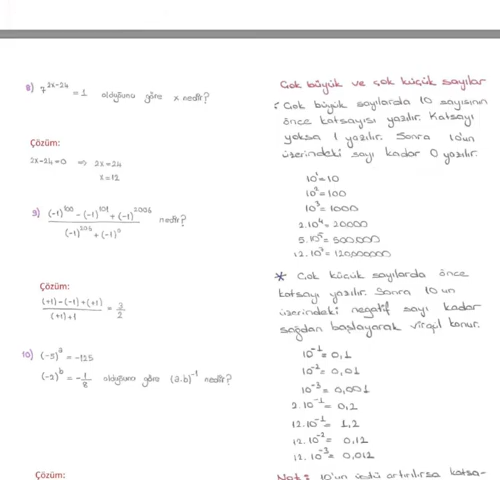 8) 7^(2x-24) = 1 olduğuna göre x nedir?
Çözüm:
2x-24=0 ⇒ 2x=24
x=12
9) ((-1)^100 - (-1)^101 + (-1)^2006) / ((-1)^204 + (-1)^0) nedir?
Çözüm:
((+1)-(-1)+(+1)) / ((+1)+1) = 3/2
10) (-5)^a = -125
(-2)^b = -1/8 olduğuna göre (a.b)^-1 nedir?
Çözüm:
Çok büyük ve çok küçük sayılar
Çok büyük sayılarda 10 sayısının
önce katsayısı yazılır. Katsayı
yoksa 1 yazılır. Sonra 10'un
üzerindeki sayı kadar 0 yazılır.
10^1=10
10^2=100
10^3=1000
2.10^4=20000
5.10^5=500,000
12.10^7=120,000000
* Çok küçük sayılarda önce
katsayı yazılır. Sonra 10 un
üzerindeki negatif sayı kadar
sağdan başlayarak virgül konur.
10^-1=0,1
10^-2=0,01
10^-3=0,001
2.10^-1=0,2
12.10^-1=1,2
12.10^-2=0,12
12.10^-3=0,012
Not: 10'un üstü artırılırsa katsa-